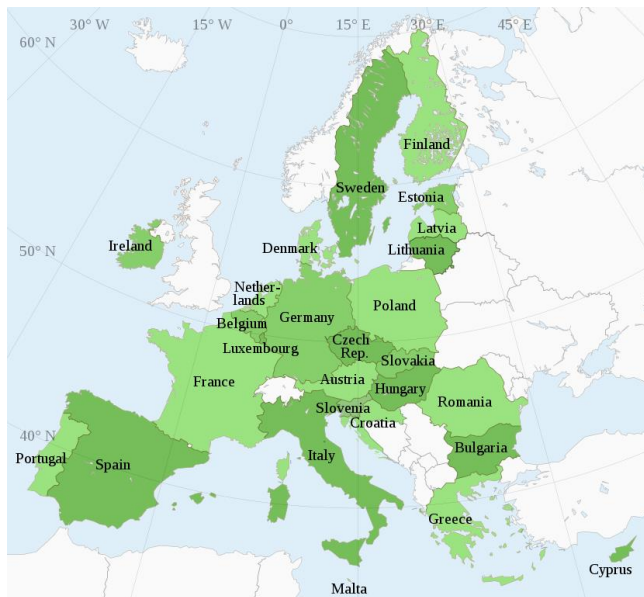 30° W
15° W
0°
15° E
30° E
45° E
60° N
Finland
Sweden
Estonia
Latvia
Ireland
Denmark
Lithuania
50° N
Nether-
lands
Poland
Belgium
Germany
Czech
Rep.
Luxembourg
Slovakia
France
Austria
Hungary
Romania
Slovenia
Croatia
40° N
Portugal
Spain
Italy
Bulgaria
Greece
Cyprus
Malta